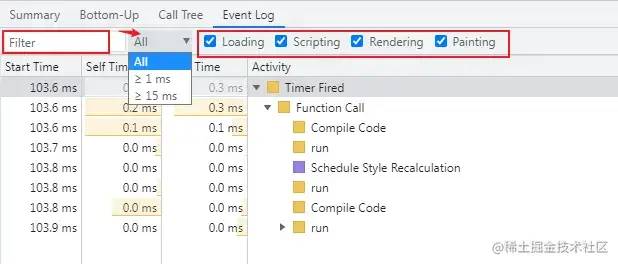 Summary Bottom-Up Call Tree Event Log
Filter All Loading Scripting Rendering Painting
All
≥ 1 ms
≥ 15 ms
Start Time Self Time Activity
103.6 ms 0.3 ms Timer Fired
103.6 ms 0.2 ms 0.3 ms Function Call
103.6 ms 0.1 ms 0.1 ms Compile Code
103.7 ms 0.0 ms 0.0 ms run
103.8 ms 0.0 ms 0.0 ms Schedule Style Recalculation
103.8 ms 0.0 ms 0.0 ms run
103.8 ms 0.0 ms 0.0 ms Compile Code
103.9 ms 0.0 ms 0.0 ms run
@稀土掘金技术社区